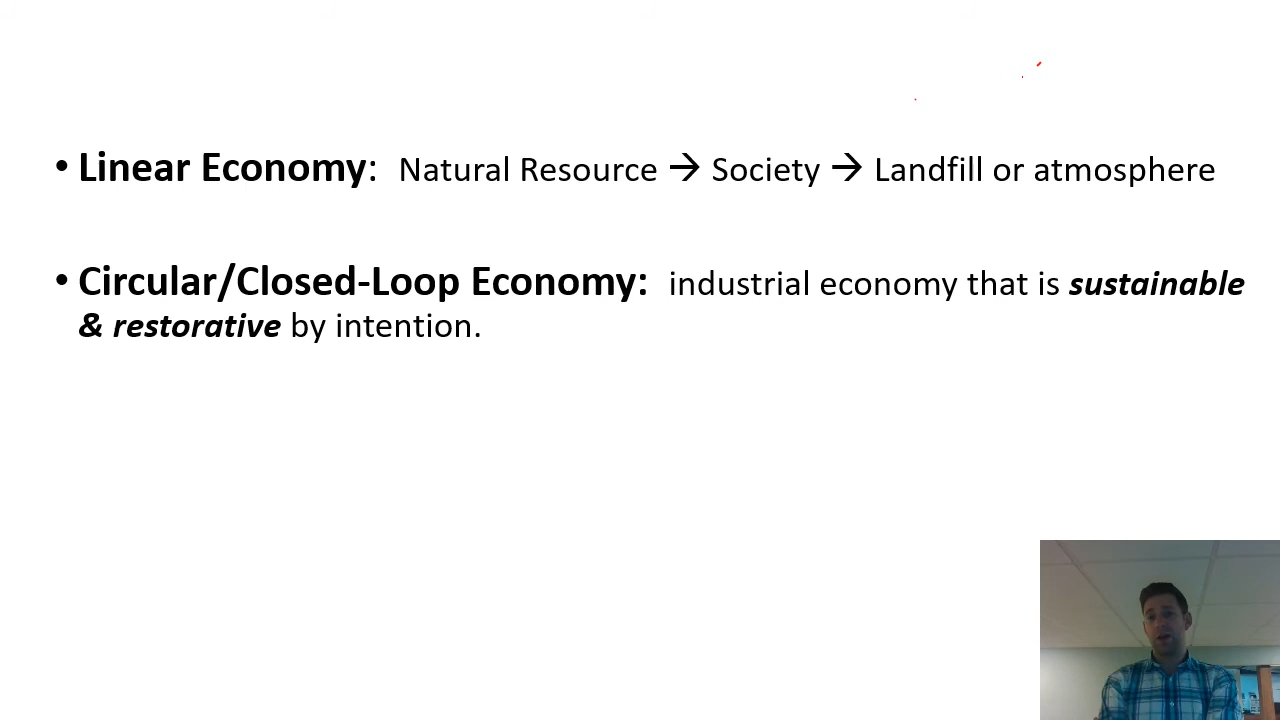 • Linear Economy:  Natural Resource → Society → Landfill or atmosphere
• Circular/Closed-Loop Economy:  industrial economy that is sustainable
& restorative by intention.